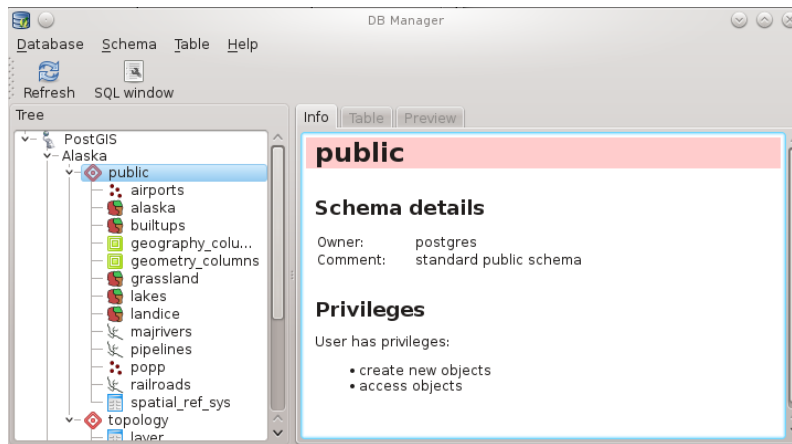 DB Manager
Database Schema Table Help
Refresh SQL window
Tree
PostGIS
Alaska
public
airports
alaska
builtups
geography_colu...
geometry_columns
grassland
lakes
landice
majrivers
pipelines
popp
railroads
spatial_ref_sys
topology
layer
Info Table Preview
public
Schema details
Owner: postgres
Comment: standard public schema
Privileges
User has privileges:
• create new objects
• access objects